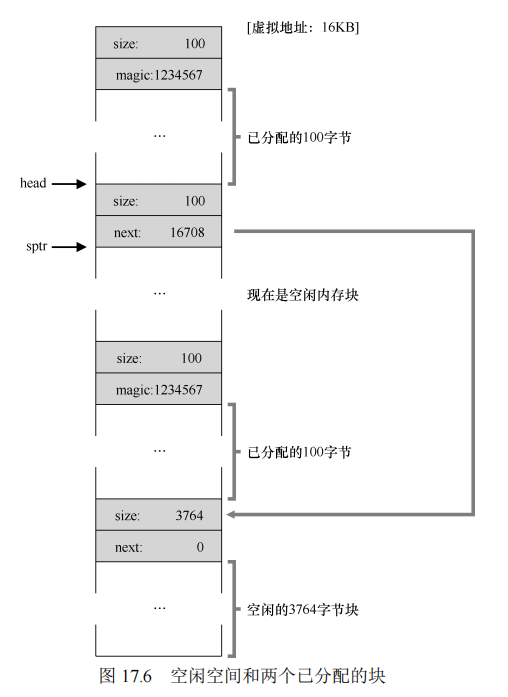 [虚拟地址：16KB]
size: 100
magic:1234567
...
已分配的100字节
head
size: 100
next: 16708
sptr
...
现在是空闲内存块
size: 100
magic:1234567
...
已分配的100字节
size: 3764
next: 0
...
空闲的3764字节块
图 17.6 空闲空间和两个已分配的块